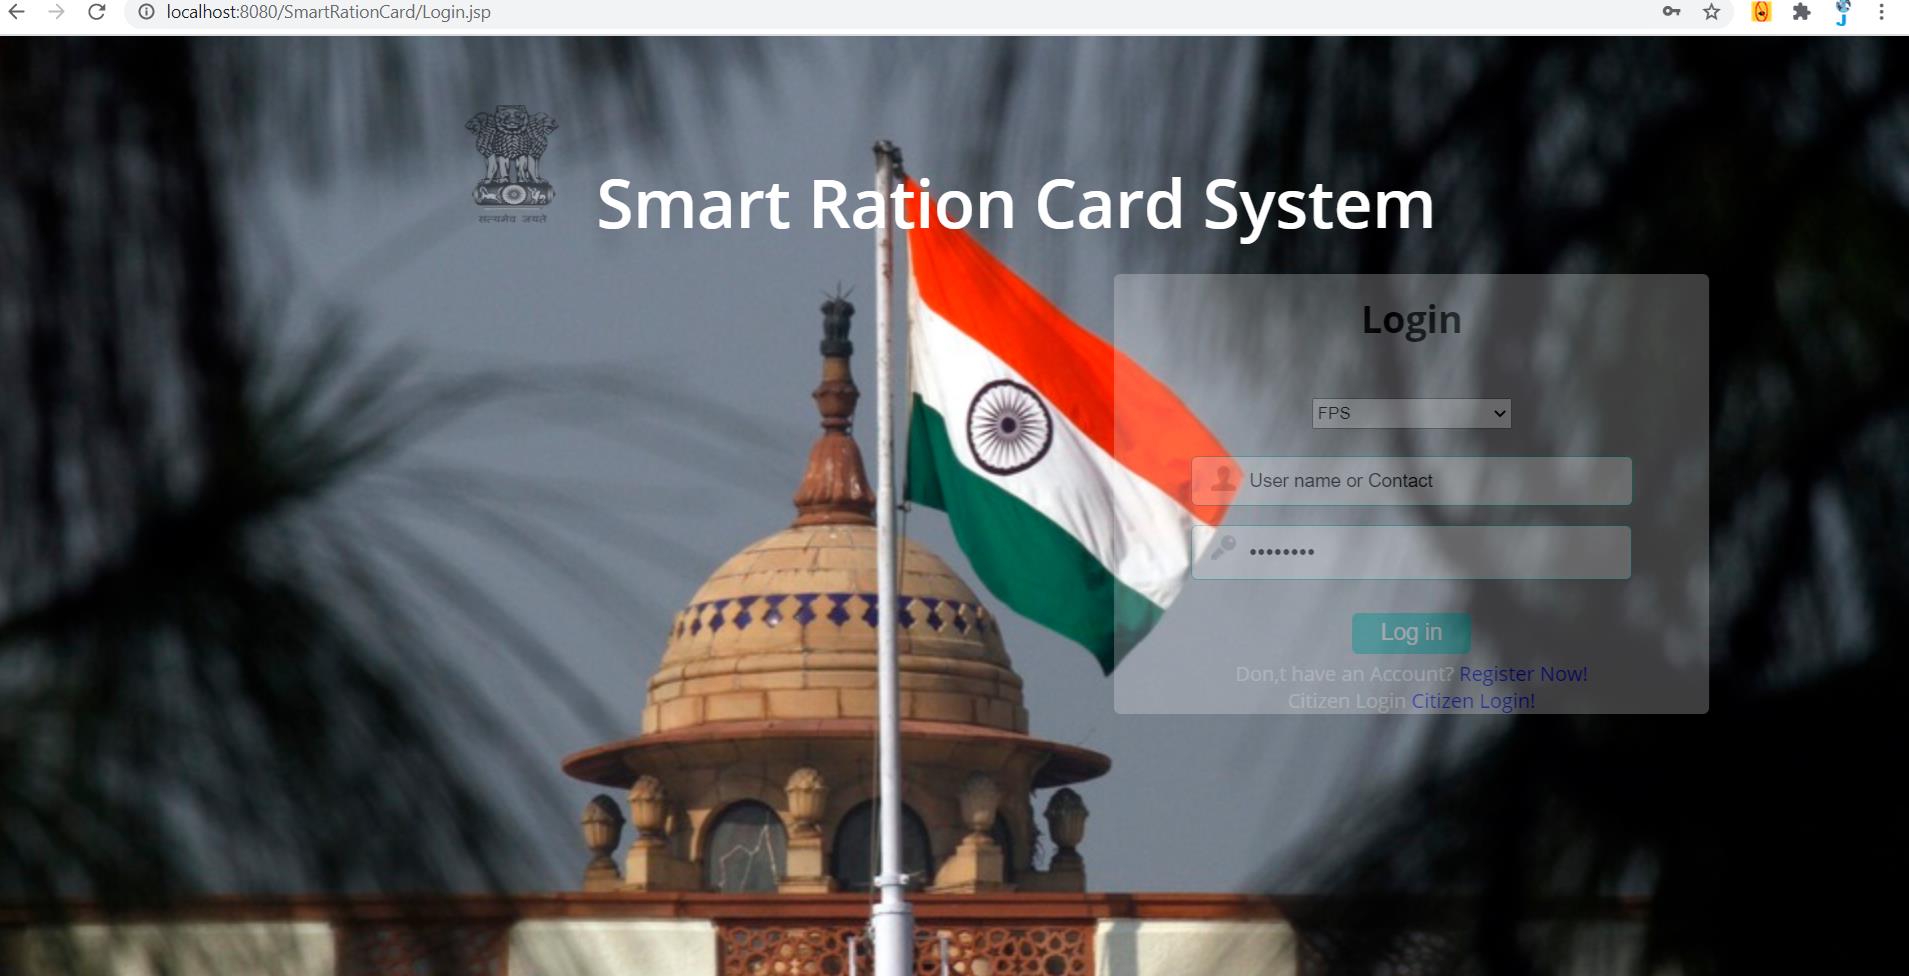 localhost:8080/SmartRationCard/Login.jsp
सत्यमेव जयते
Smart Ration Card System
Login
FPS
User name or Contact
••••••••
Log in
Don,t have an Account? Register Now!
Citizen Login Citizen Login!